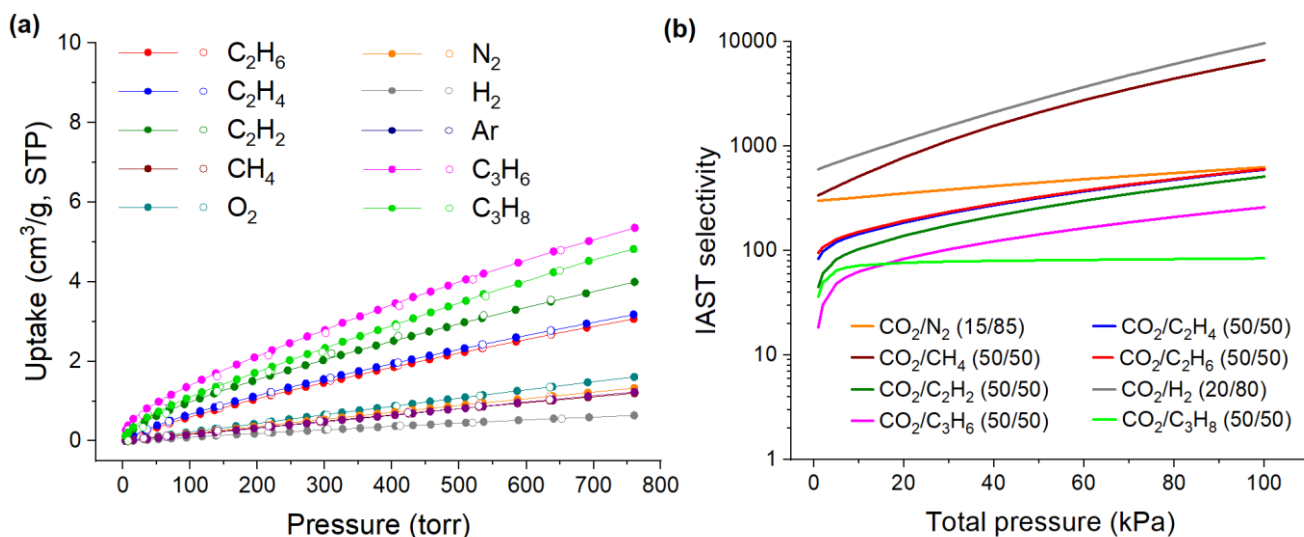 (a)
10
8
6
4
2
0
Uptake (cm³/g, STP)
C₂H₆
C₂H₄
C₂H₂
CH₄
O₂
N₂
H₂
Ar
C₃H₆
C₃H₈
0 100 200 300 400 500 600 700 800
Pressure (torr)
(b)
10000
1000
100
10
1
IAST selectivity
CO₂/N₂ (15/85)
CO₂/CH₄ (50/50)
CO₂/C₂H₂ (50/50)
CO₂/C₃H₆ (50/50)
CO₂/C₂H₄ (50/50)
CO₂/C₂H₆ (50/50)
CO₂/H₂ (20/80)
CO₂/C₃H₈ (50/50)
0 20 40 60 80 100
Total pressure (kPa)